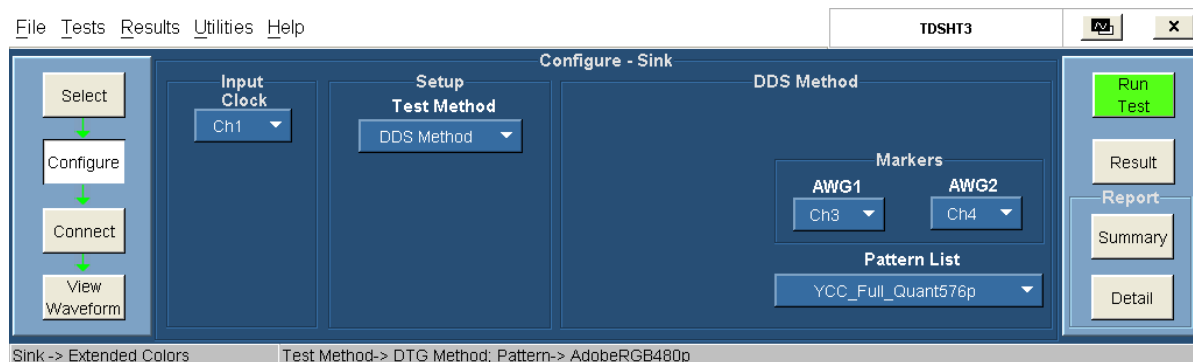 File Tests Results Utilities Help
TDSHT3
x
Configure - Sink
Select
Configure
Connect
View
Waveform
Input
Clock
Ch1
Setup
Test Method
DDS Method
DDS Method
Markers
AWG1
AWG2
Ch3
Ch4
Pattern List
YCC_Full_Quant576p
Run
Test
Result
Report
Summary
Detail
Sink -> Extended Colors
Test Method-> DTG Method; Pattern-> AdobeRGB480p